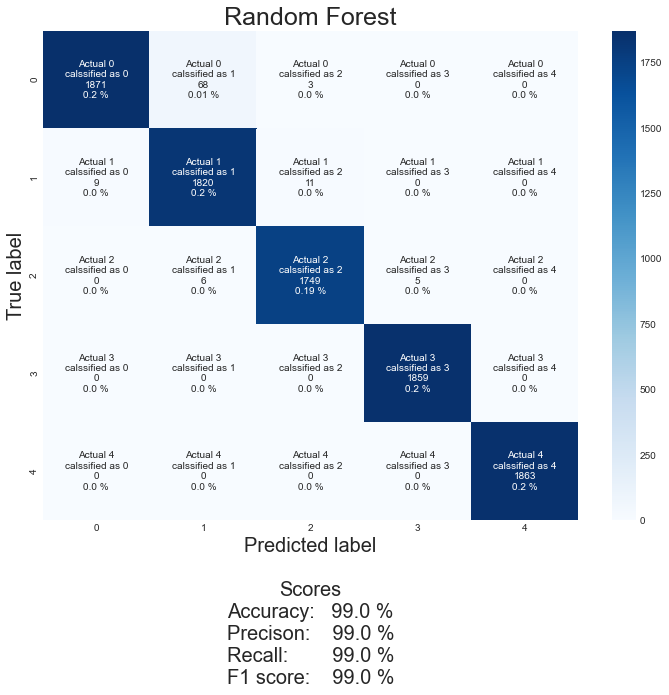 Random Forest
Actual 0 Actual 0 Actual 0 Actual 0 Actual 0
calssified as 0 calssified as 1 calssified as 2 calssified as 3 calssified as 4
1871 68 3 0 0
0.2 % 0.01 % 0.0 % 0.0 % 0.0 %
0
Actual 1 Actual 1 Actual 1 Actual 1 Actual 1
calssified as 0 calssified as 1 calssified as 2 calssified as 3 calssified as 4
9 1820 11 0 0
0.0 % 0.2 % 0.0 % 0.0 % 0.0 %
1
Actual 2 Actual 2 Actual 2 Actual 2 Actual 2
calssified as 0 calssified as 1 calssified as 2 calssified as 3 calssified as 4
0 6 1749 5 0
0.0 % 0.0 % 0.19 % 0.0 % 0.0 %
2
Actual 3 Actual 3 Actual 3 Actual 3 Actual 3
calssified as 0 calssified as 1 calssified as 2 calssified as 3 calssified as 4
0 0 0 1859 0
0.0 % 0.0 % 0.0 % 0.2 % 0.0 %
3
Actual 4 Actual 4 Actual 4 Actual 4 Actual 4
calssified as 0 calssified as 1 calssified as 2 calssified as 3 calssified as 4
0 0 0 0 1863
0.0 % 0.0 % 0.0 % 0.0 % 0.2 %
4
True label
0 1 2 3 4
Predicted label
1750
1500
1250
1000
750
500
250
0
Scores
Accuracy: 99.0 %
Precison: 99.0 %
Recall: 99.0 %
F1 score: 99.0 %